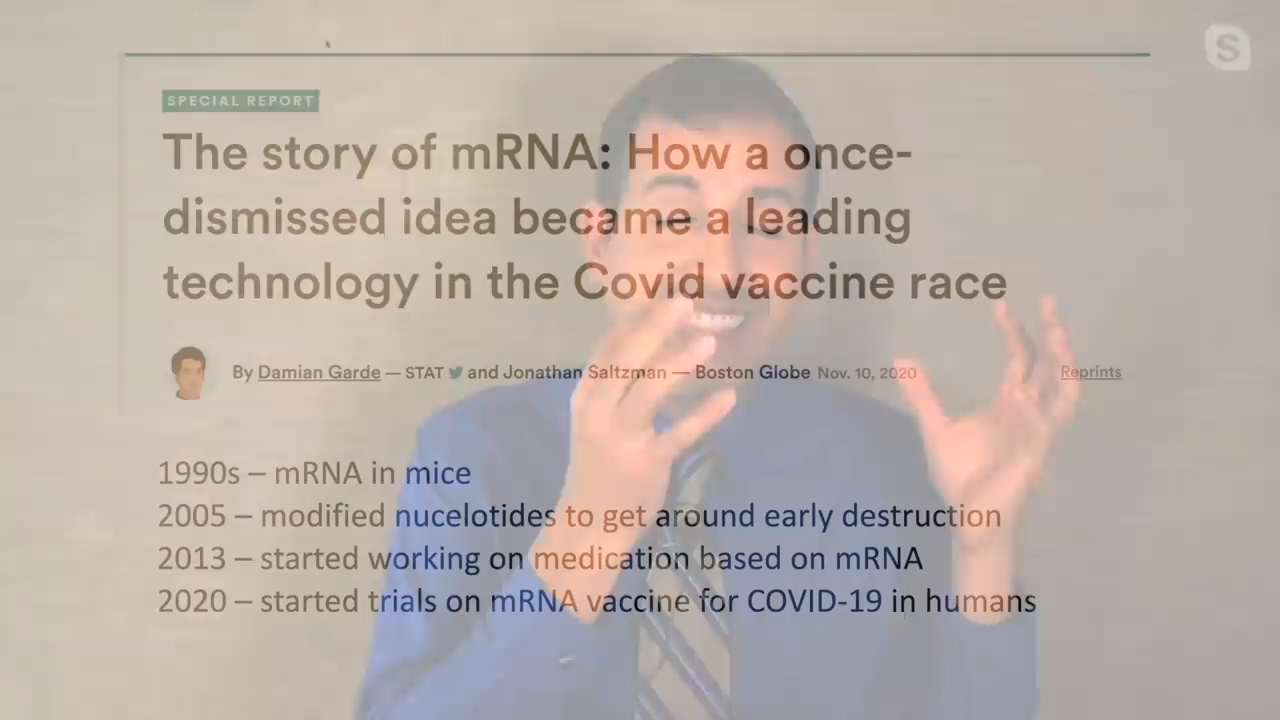 S
SPECIAL REPORT
The story of mRNA: How a once-
dismissed idea became a leading
technology in the Covid vaccine race
By Damian Garde — STAT and Jonathan Saltzman — Boston Globe Nov. 10, 2020 Reprints
1990s – mRNA in mice
2005 – modified nucelotides to get around early destruction
2013 – started working on medication based on mRNA
2020 – started trials on mRNA vaccine for COVID-19 in humans